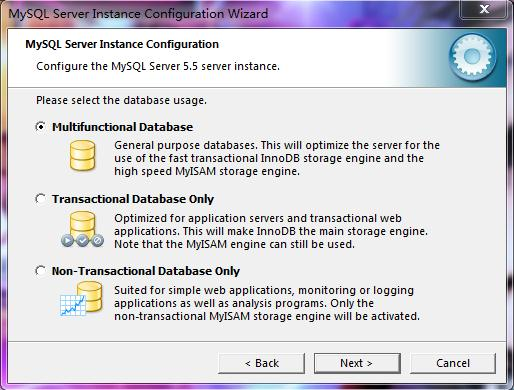 MySQL Server Instance Configuration Wizard
MySQL Server Instance Configuration
Configure the MySQL Server 5.5 server instance.
Please select the database usage.
Multifunctional Database
General purpose databases. This will optimize the server for the
use of the fast transactional InnoDB storage engine and the
high speed MyISAM storage engine.
Transactional Database Only
Optimized for application servers and transactional web
applications. This will make InnoDB the main storage engine.
Note that the MyISAM engine can still be used.
Non-Transactional Database Only
Suited for simple web applications, monitoring or logging
applications as well as analysis programs. Only the
non-transactional MyISAM storage engine will be activated.
< Back
Next >
Cancel